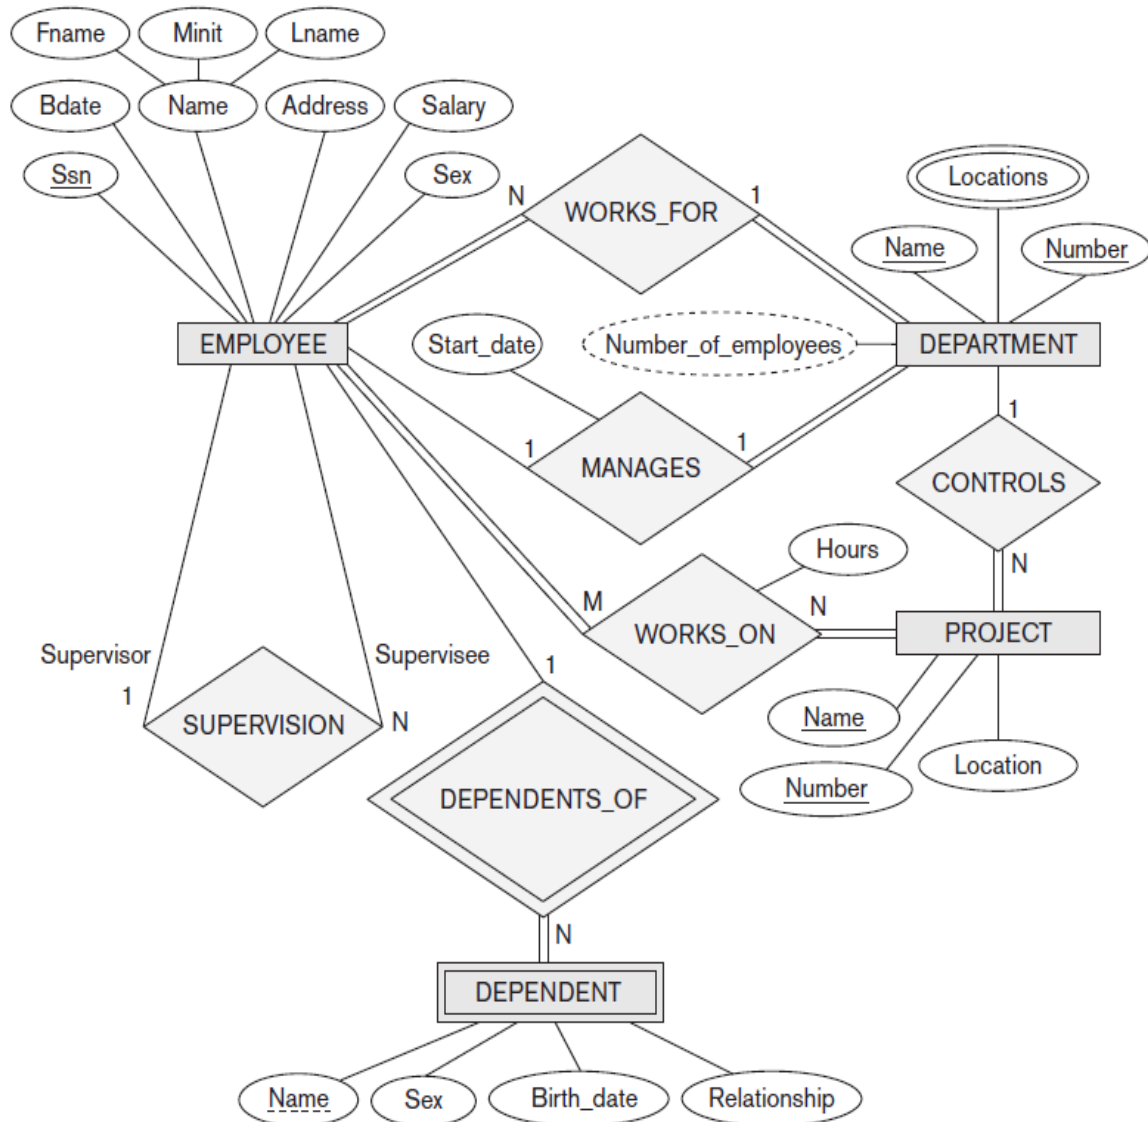 Fname
Minit
Lname
Bdate
Name
Address
Salary
Ssn
Sex
N
WORKS_FOR
1
Locations
Name
Number
EMPLOYEE
Start_date
Number_of_employees
DEPARTMENT
1
MANAGES
1
1
CONTROLS
N
Hours
M
WORKS_ON
N
PROJECT
Supervisor
1
SUPERVISION
Supervisee
N
1
Name
Number
Location
DEPENDENTS_OF
N
DEPENDENT
Name
Sex
Birth_date
Relationship